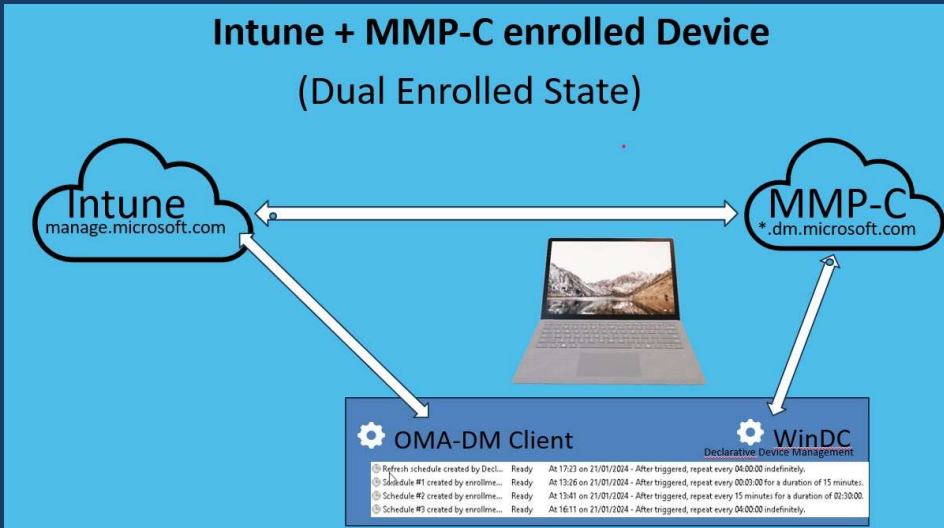 Intune + MMP-C enrolled Device
(Dual Enrolled State)
Intune
manage.microsoft.com
MMP-C
*.dm.microsoft.com
OMA-DM Client
WinDC
Declarative Device Management
Refresh schedule created by Decl... Ready At 17:23 on 21/01/2024 - After triggered, repeat every 04:00:00 indefinitely.
Schedule #1 created by enrollme... Ready At 13:26 on 21/01/2024 - After triggered, repeat every 00:03:00 for a duration of 15 minutes.
Schedule #2 created by enrollme... Ready At 13:41 on 21/01/2024 - After triggered, repeat every 15 minutes for a duration of 02:30:00.
Schedule #3 created by enrollme... Ready At 16:11 on 21/01/2024 - After triggered, repeat every 04:00:00 indefinitely.